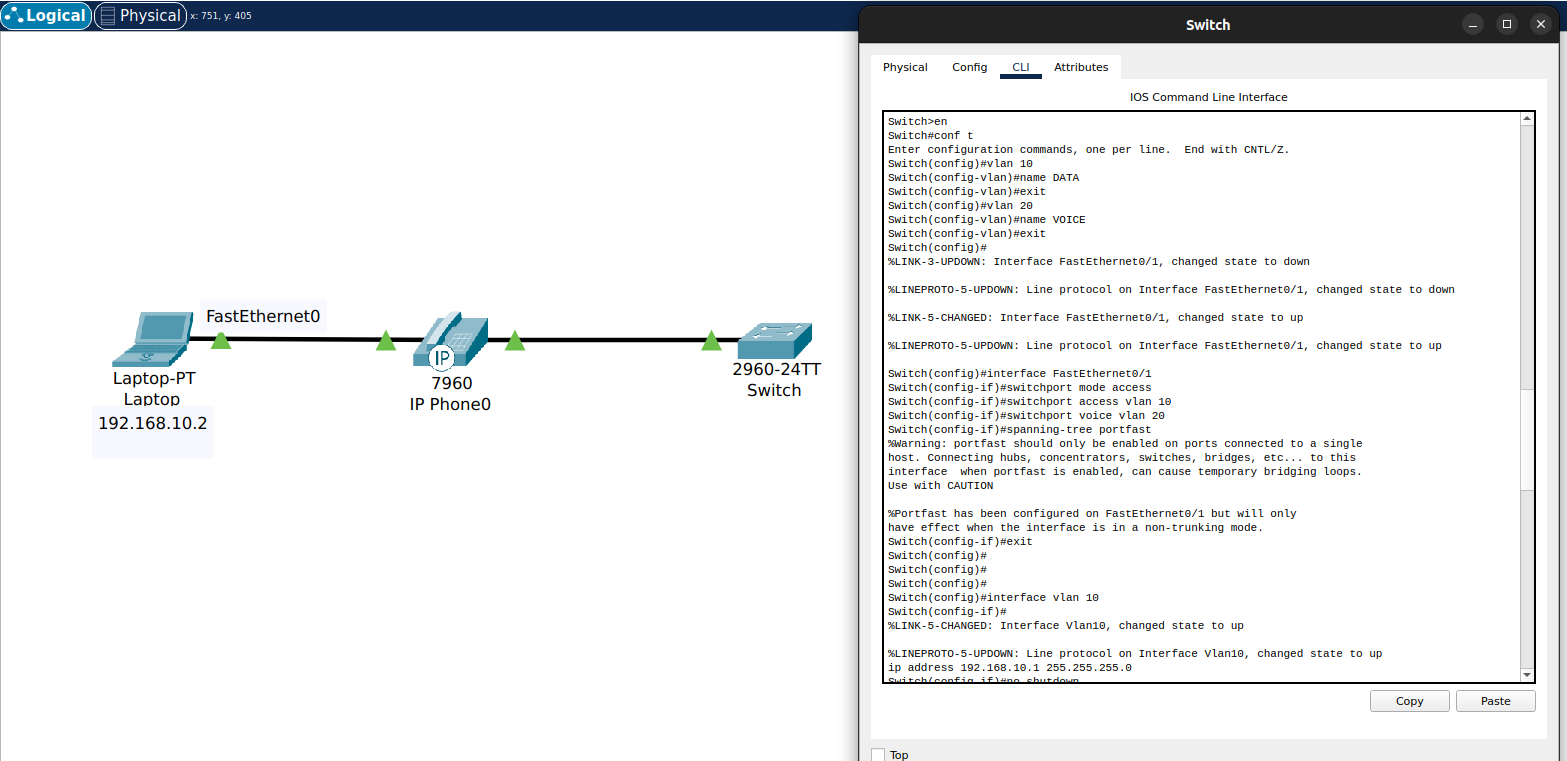 Logical
Physical
x: 751, y: 405
FastEthernet0
Laptop-PT
Laptop
192.168.10.2
IP
7960
IP Phone0
2960-24TT
Switch
Switch
Physical
Config
CLI
Attributes
IOS Command Line Interface
Switch>en
Switch#conf t
Enter configuration commands, one per line.  End with CNTL/Z.
Switch(config)#vlan 10
Switch(config-vlan)#name DATA
Switch(config-vlan)#exit
Switch(config)#vlan 20
Switch(config-vlan)#name VOICE
Switch(config-vlan)#exit
Switch(config)#
%LINK-3-UPDOWN: Interface FastEthernet0/1, changed state to down
%LINEPROTO-5-UPDOWN: Line protocol on Interface FastEthernet0/1, changed state to down
%LINK-5-CHANGED: Interface FastEthernet0/1, changed state to up
%LINEPROTO-5-UPDOWN: Line protocol on Interface FastEthernet0/1, changed state to up
Switch(config)#interface FastEthernet0/1
Switch(config-if)#switchport mode access
Switch(config-if)#switchport access vlan 10
Switch(config-if)#switchport voice vlan 20
Switch(config-if)#spanning-tree portfast
%Warning: portfast should only be enabled on ports connected to a single
host. Connecting hubs, concentrators, switches, bridges, etc... to this
interface  when portfast is enabled, can cause temporary bridging loops.
Use with CAUTION
%Portfast has been configured on FastEthernet0/1 but will only
have effect when the interface is in a non-trunking mode.
Switch(config-if)#exit
Switch(config)#
Switch(config)#
Switch(config)#
Switch(config)#interface vlan 10
Switch(config-if)#
%LINK-5-CHANGED: Interface Vlan10, changed state to up
%LINEPROTO-5-UPDOWN: Line protocol on Interface Vlan10, changed state to up
ip address 192.168.10.1 255.255.255.0
Switch(config-if)#no shutdown
Copy
Paste
Top